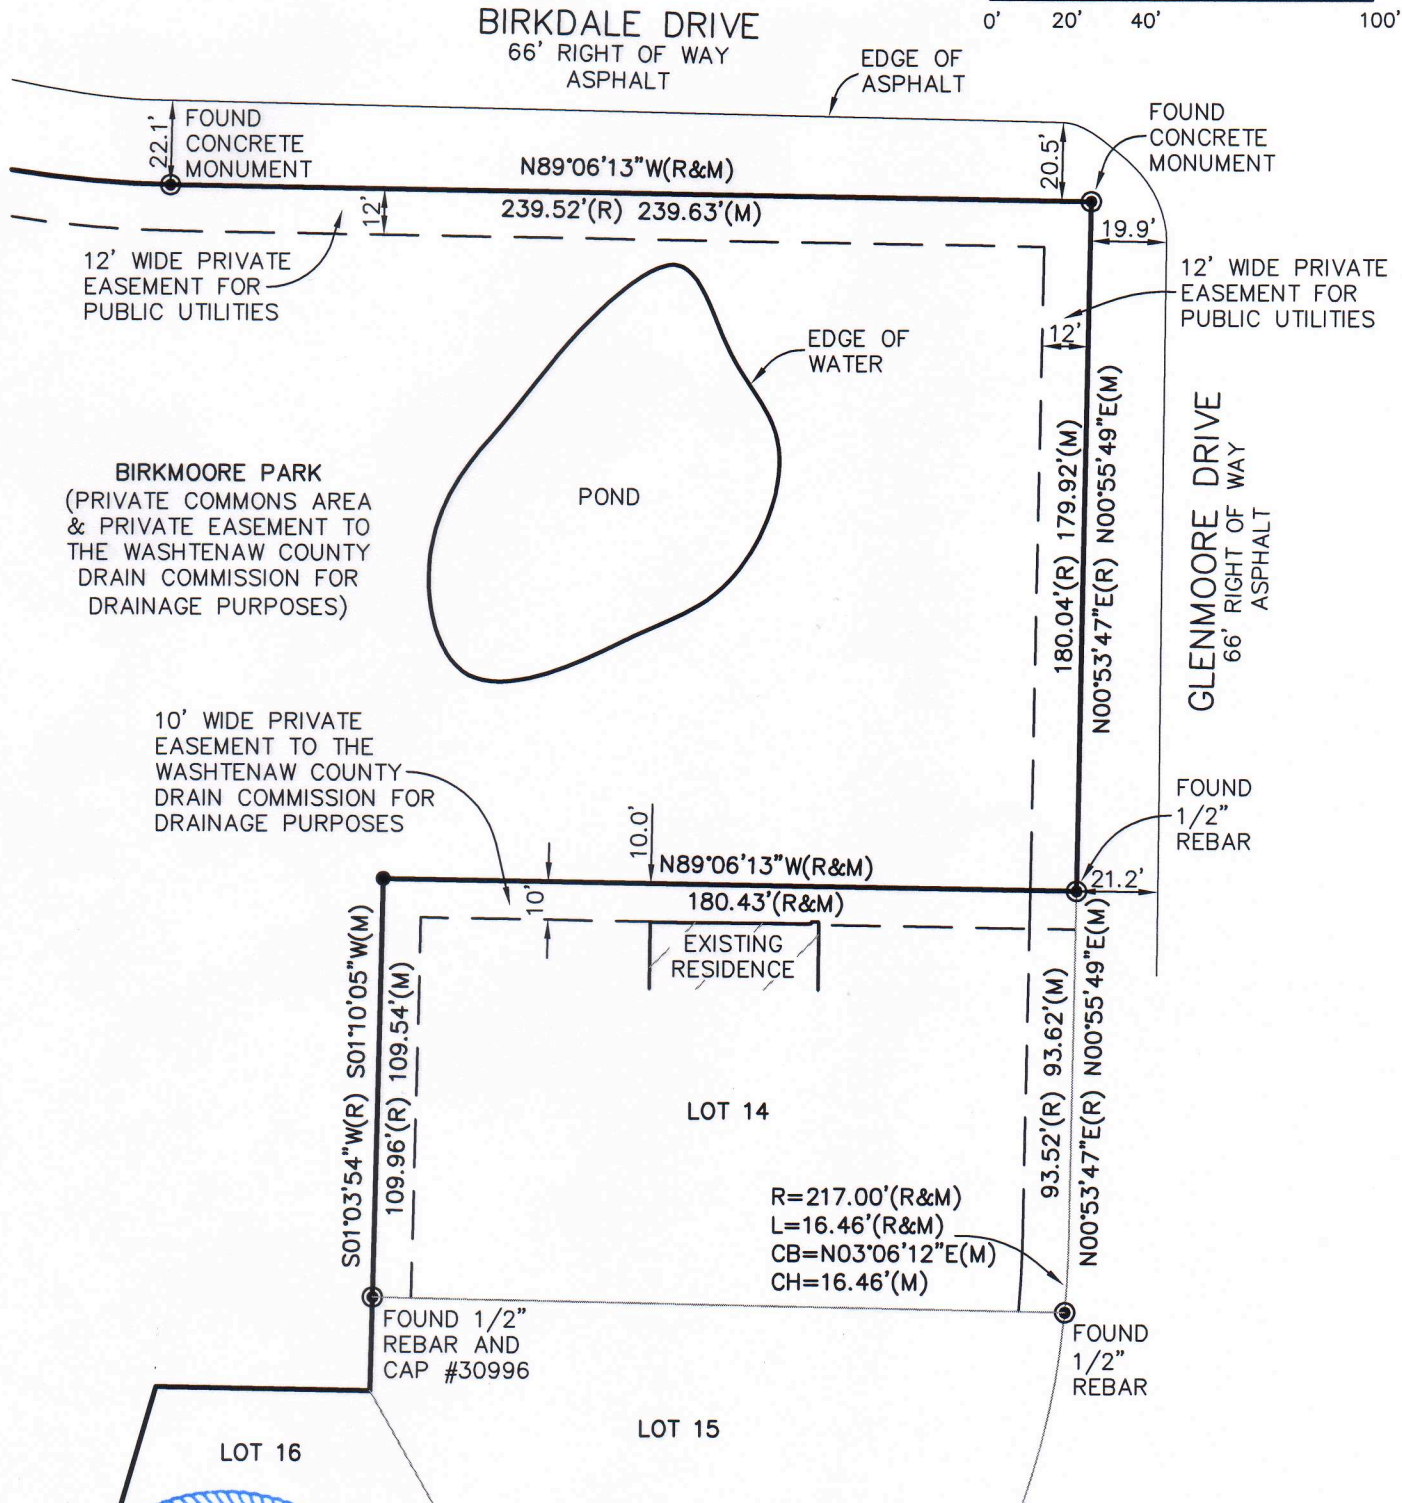 0' 20' 40' 100'
BIRKDALE DRIVE
66' RIGHT OF WAY
ASPHALT
EDGE OF
ASPHALT
22.1'
FOUND
CONCRETE
MONUMENT
N89°06'13"W(R&M)
239.52'(R) 239.63'(M)
20.5'
FOUND
CONCRETE
MONUMENT
19.9'
12'
12' WIDE PRIVATE
EASEMENT FOR
PUBLIC UTILITIES
12' WIDE PRIVATE
EASEMENT FOR
PUBLIC UTILITIES
12'
EDGE OF
WATER
POND
BIRKMOORE PARK
(PRIVATE COMMONS AREA
& PRIVATE EASEMENT TO
THE WASHTENAW COUNTY
DRAIN COMMISSION FOR
DRAINAGE PURPOSES)
180.04'(R) 179.92'(M)
N00°53'47"E(R) N00°55'49"E(M)
GLENMOORE DRIVE
66' RIGHT OF WAY
ASPHALT
10' WIDE PRIVATE
EASEMENT TO THE
WASHTENAW COUNTY
DRAIN COMMISSION FOR
DRAINAGE PURPOSES
10.0'
FOUND
1/2"
REBAR
N89°06'13"W(R&M)
180.43'(R&M)
10'
21.2'
EXISTING
RESIDENCE
S01°03'54"W(R) S01°10'05"W(M)
109.96'(R) 109.54'(M)
LOT 14
93.52'(R) 93.62'(M)
N00°53'47"E(R) N00°55'49"E(M)
R=217.00'(R&M)
L=16.46'(R&M)
CB=N03°06'12"E(M)
CH=16.46'(M)
FOUND 1/2"
REBAR AND
CAP #30996
FOUND
1/2"
REBAR
LOT 15
LOT 16